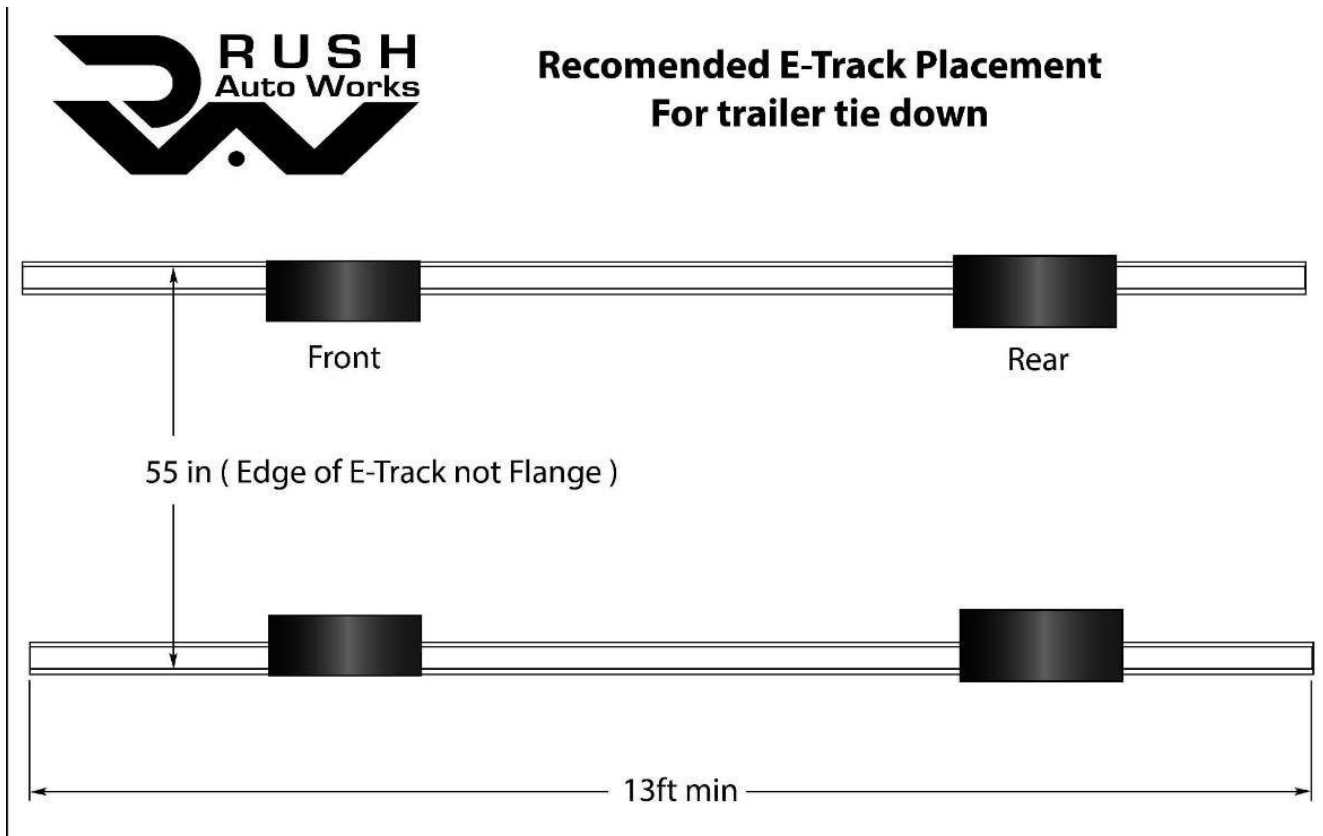 RUSH
Auto Works
Recomended E-Track Placement
For trailer tie down
Front
Rear
55 in ( Edge of E-Track not Flange )
13ft min